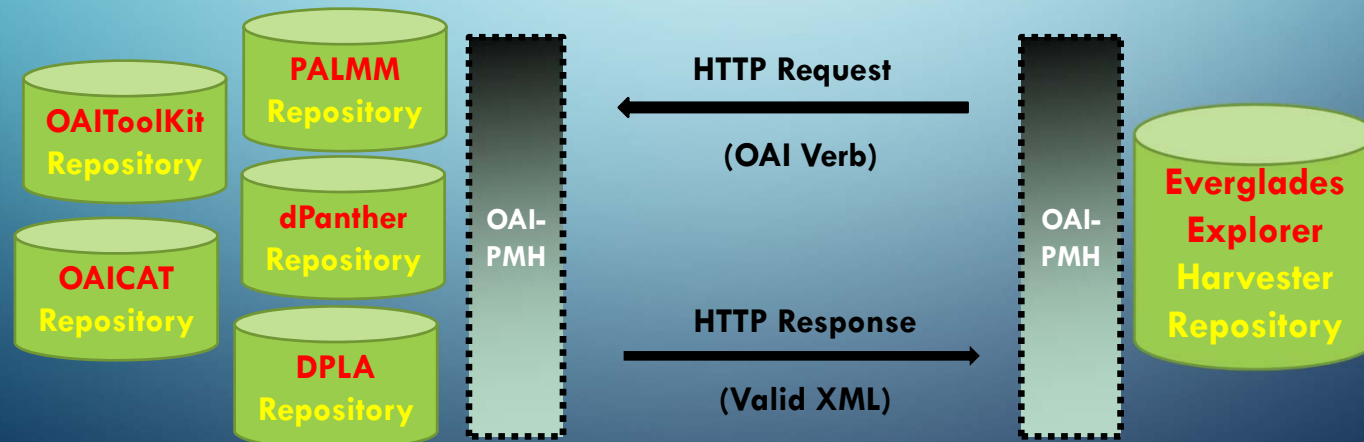 OAIToolKit
Repository
PALMM
Repository
OAICAT
Repository
dPanther
Repository
DPLA
Repository
OAI-
PMH
HTTP Request
(OAI Verb)
HTTP Response
(Valid XML)
OAI-
PMH
Everglades
Explorer
Harvester
Repository